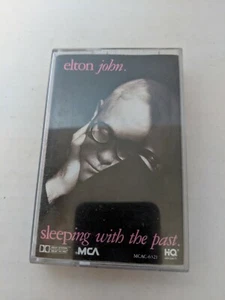 elton john.
sleeping with the past.
MCA
HQ